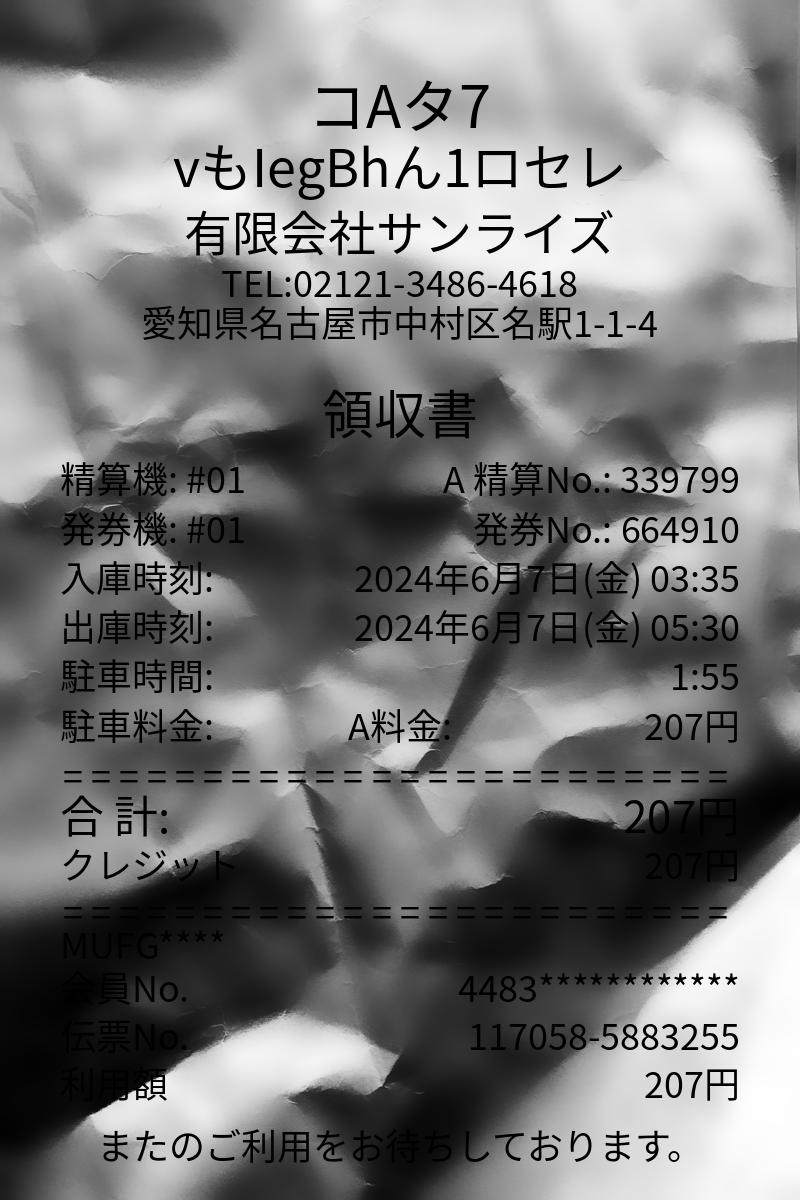 コAタ7
vもIegBhん1ロセレ
有限会社サンライズ
TEL:02121-3486-4618
愛知県名古屋市中村区名駅1-1-4
領収書
精算機: #01 A 精算No.: 339799
発券機: #01 発券No.: 664910
入庫時刻: 2024年6月7日(金) 03:35
出庫時刻: 2024年6月7日(金) 05:30
駐車時間: 1:55
駐車料金: A料金: 207円
========================
合 計: 207円
クレジット 207円
========================
MUFG****
会員No. 4483************
伝票No. 117058-5883255
利用額 207円
またのご利用をお待ちしております。